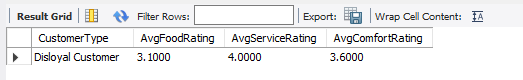 Result Grid Filter Rows: Export: Wrap Cell Content: IA
CustomerType AvgFoodRating AvgServiceRating AvgComfortRating
Disloyal Customer 3.1000 4.0000 3.6000